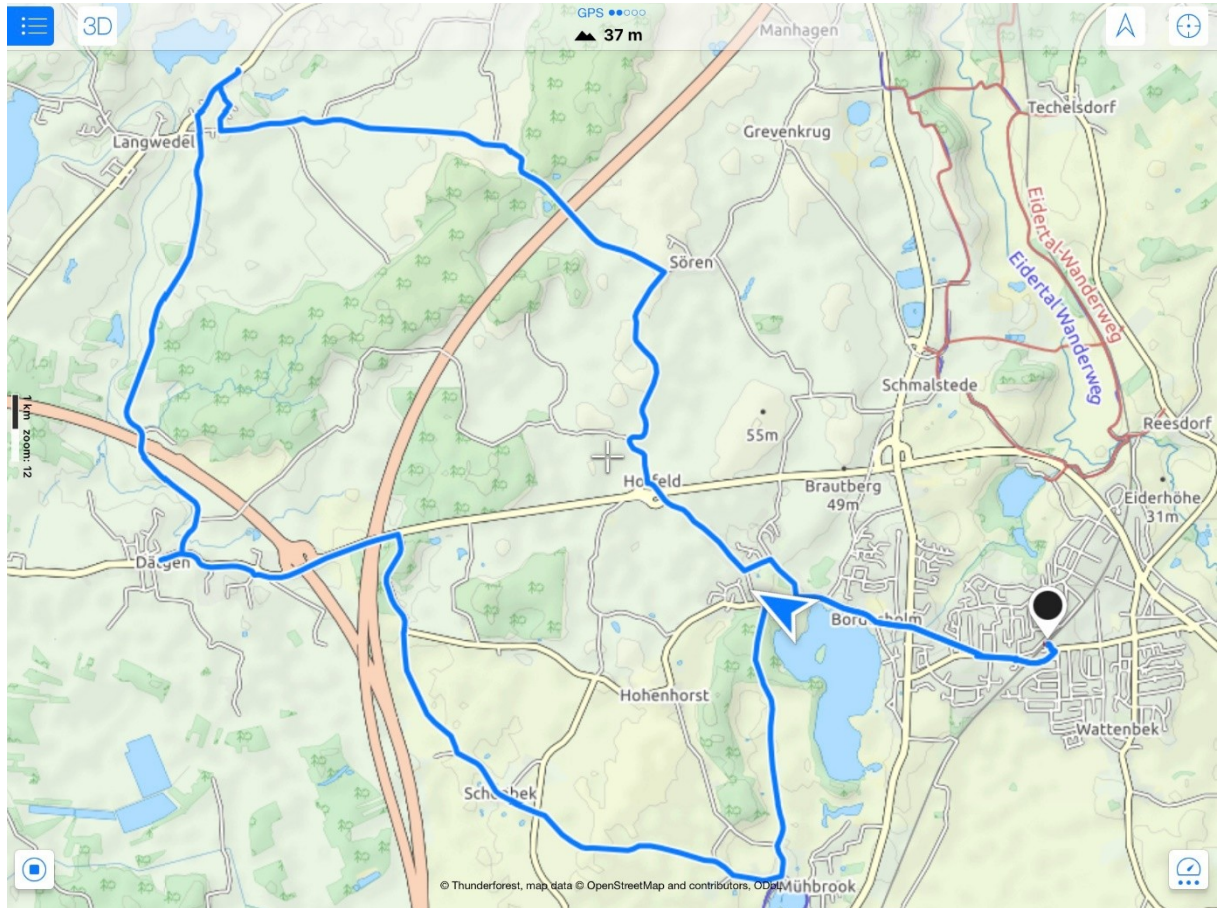 3D
GPS
37 m
Manhagen
Techelsdorf
Grevenkrug
Langwedel
Eidertal-Wanderweg
Eidertal-Wanderweg
Sören
Schmalstede
1 km zoom: 12
55m
Reesdorf
Brautberg
49m
Eiderhöhe
31m
Wattenbek
Hohenhorst
Mühbrook
© Thunderforest, map data © OpenStreetMap and contributors, ODbL